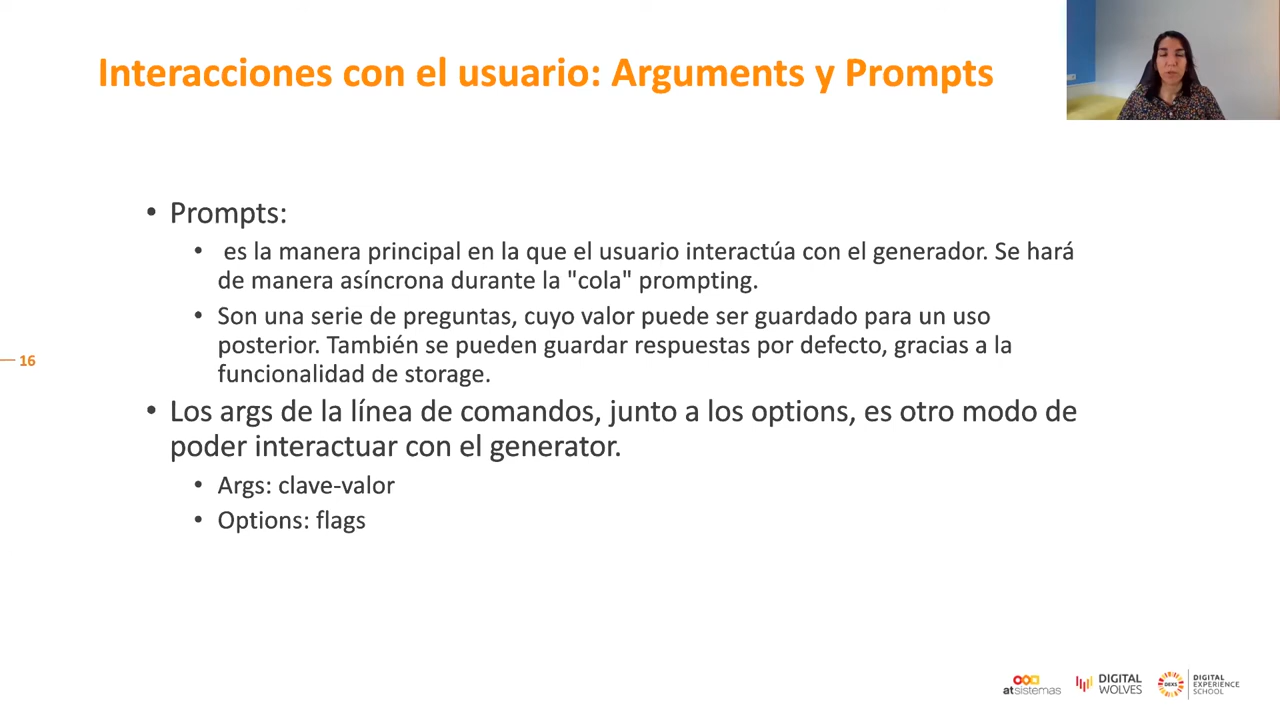 Interacciones con el usuario: Arguments y Prompts
• Prompts:
• es la manera principal en la que el usuario interactúa con el generador. Se hará
de manera asíncrona durante la "cola" prompting.
• Son una serie de preguntas, cuyo valor puede ser guardado para un uso
posterior. También se pueden guardar respuestas por defecto, gracias a la
funcionalidad de storage.
16
• Los args de la línea de comandos, junto a los options, es otro modo de
poder interactuar con el generator.
• Args: clave-valor
• Options: flags
atsistemas
DIGITAL
WOLVES
DEXS
DIGITAL
EXPERIENCE
SCHOOL